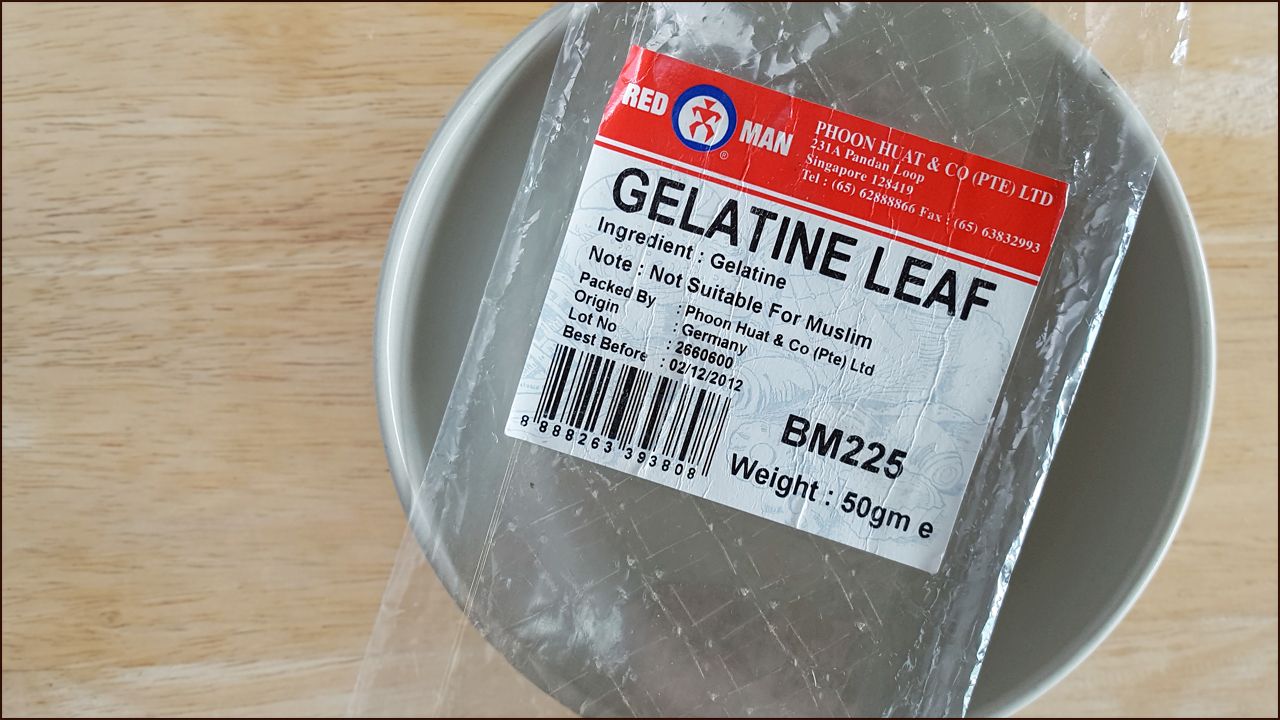 RED MAN
®
PHOON HUAT & CO (PTE) LTD
231A Pandan Loop
Singapore 128419
Tel : (65) 62888866 Fax : (65) 63832993
GELATINE LEAF
Ingredient : Gelatine
Note : Not Suitable For Muslim
Packed By : Phoon Huat & Co (Pte) Ltd
Origin : Germany
Lot No : 2660600
Best Before : 02/12/2012
8 888263 393808
BM225
Weight : 50gm e